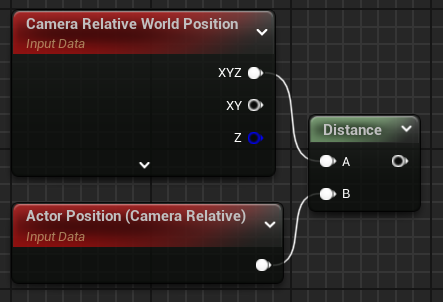 Camera Relative World Position
Input Data
XYZ
XY
Z
Distance
A
B
Actor Position (Camera Relative)
Input Data